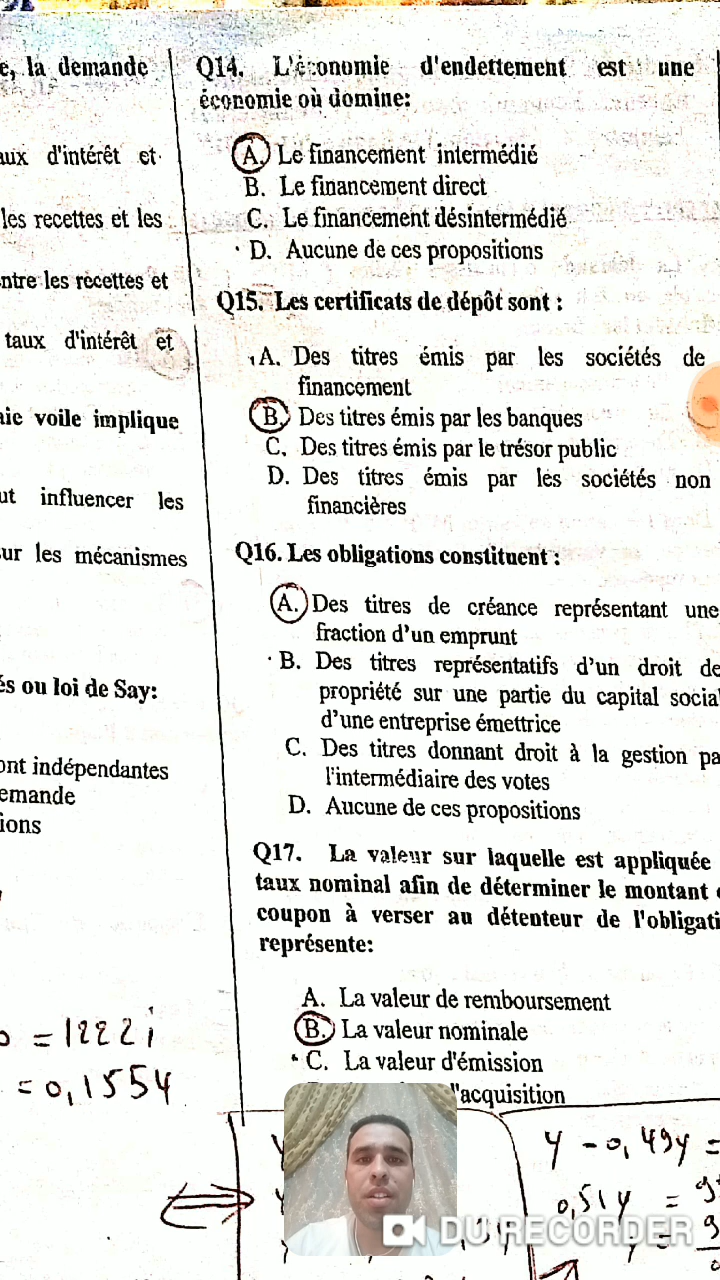 e, la demande
aux d'intérêt et
les recettes et les
ntre les recettes et
taux d'intérêt et
aie voile implique
ut influencer les
ur les mécanismes
és ou loi de Say:
ont indépendantes
emande
ions
= 1222 i
= 0,1554
Q14. L'économie d'endettement est une
économie où domine:
A. Le financement intermédié
B. Le financement direct
C. Le financement désintermédié
D. Aucune de ces propositions
Q15. Les certificats de dépôt sont :
A. Des titres émis par les sociétés de
financement
B. Des titres émis par les banques
C. Des titres émis par le trésor public
D. Des titres émis par les sociétés non
financières
Q16. Les obligations constituent :
A. Des titres de créance représentant une
fraction d'un emprunt
B. Des titres représentatifs d'un droit de
propriété sur une partie du capital social
d'une entreprise émettrice
C. Des titres donnant droit à la gestion pa
l'intermédiaire des votes
D. Aucune de ces propositions
Q17. La valeur sur laquelle est appliquée
taux nominal afin de déterminer le montant
coupon à verser au détenteur de l'obligati
représente:
A. La valeur de remboursement
B. La valeur nominale
C. La valeur d'émission
l'acquisition
y - 0,49y =
0,51y =
y =
DU RECORDER